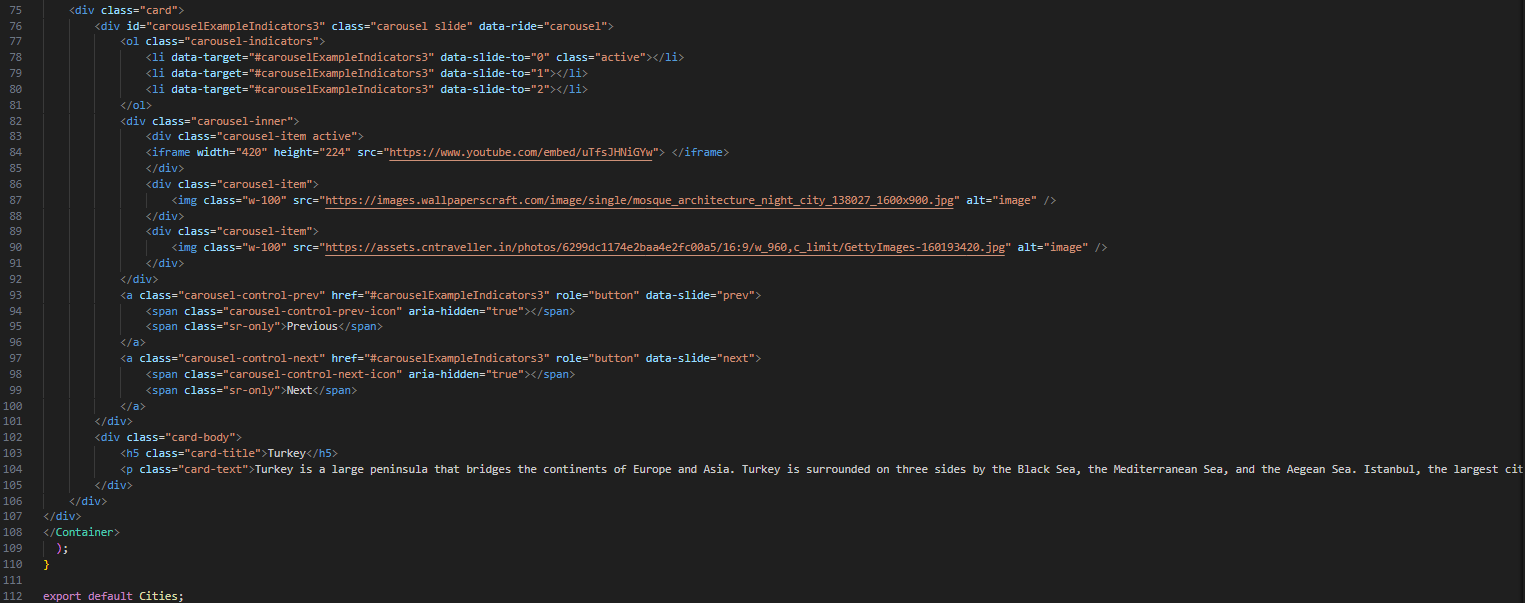 75 <div class="card">
76 <div id="carouselExampleIndicators3" class="carousel slide" data-ride="carousel">
77 <ol class="carousel-indicators">
78 <li data-target="#carouselExampleIndicators3" data-slide-to="0" class="active"></li>
79 <li data-target="#carouselExampleIndicators3" data-slide-to="1"></li>
80 <li data-target="#carouselExampleIndicators3" data-slide-to="2"></li>
81 </ol>
82 <div class="carousel-inner">
83 <div class="carousel-item active">
84 <iframe width="420" height="224" src="https://www.youtube.com/embed/uTfsJHNiGYw"> </iframe>
85 </div>
86 <div class="carousel-item">
87 <img class="w-100" src="https://images.wallpaperscraft.com/image/single/mosque_architecture_night_city_138027_1600x900.jpg" alt="image" />
88 </div>
89 <div class="carousel-item">
90 <img class="w-100" src="https://assets.cntraveller.in/photos/6299dc1174e2baa4e2fc00a5/16:9/w_960,c_limit/GettyImages-160193420.jpg" alt="image" />
91 </div>
92 </div>
93 <a class="carousel-control-prev" href="#carouselExampleIndicators3" role="button" data-slide="prev">
94 <span class="carousel-control-prev-icon" aria-hidden="true"></span>
95 <span class="sr-only">Previous</span>
96 </a>
97 <a class="carousel-control-next" href="#carouselExampleIndicators3" role="button" data-slide="next">
98 <span class="carousel-control-next-icon" aria-hidden="true"></span>
99 <span class="sr-only">Next</span>
100 </a>
101 </div>
102 <div class="card-body">
103 <h5 class="card-title">Turkey</h5>
104 <p class="card-text">Turkey is a large peninsula that bridges the continents of Europe and Asia. Turkey is surrounded on three sides by the Black Sea, the Mediterranean Sea, and the Aegean Sea. Istanbul, the largest cit
105 </div>
106 </div>
107 </div>
108 </Container>
109 );
110 }
111
112 export default Cities;